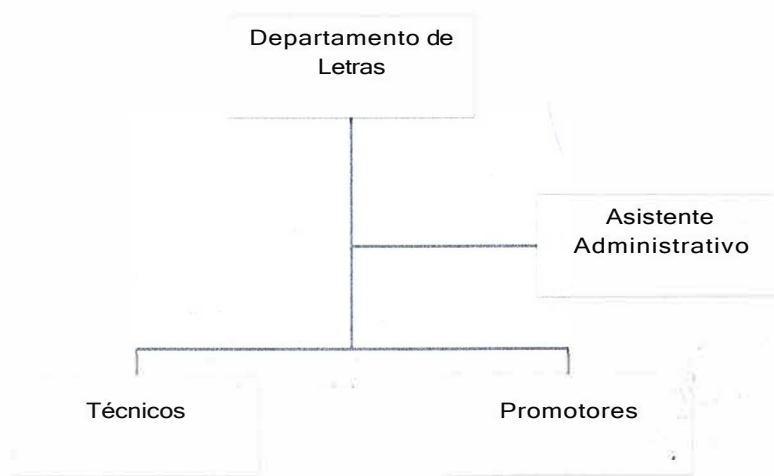 Departamento de
Letras
Asistente
Administrativo
Técnicos
Promotores